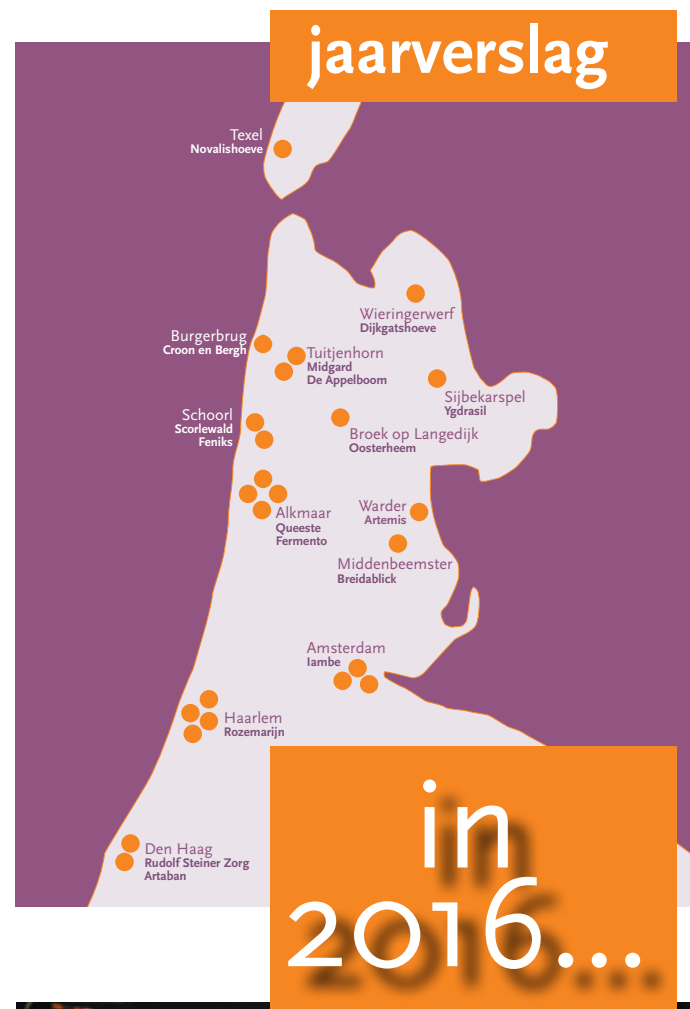 jaarverslag
Texel
Novalishoeve
Wieringerwerf
Dijkgatshoeve
Burgerbrug
Croon en Bergh
Tuitjenhorn
Midgard
De Appelboom
Sijbekarspel
Ygdrasil
Schoorl
Scorlewald
Feniks
Broek op Langedijk
Oosterheem
Alkmaar
Queeste
Fermento
Warder
Artemis
Middenbeemster
Breidablick
Amsterdam
Iambe
Haarlem
Rozemarijn
Den Haag
Rudolf Steiner Zorg
Artaban
in
2016...